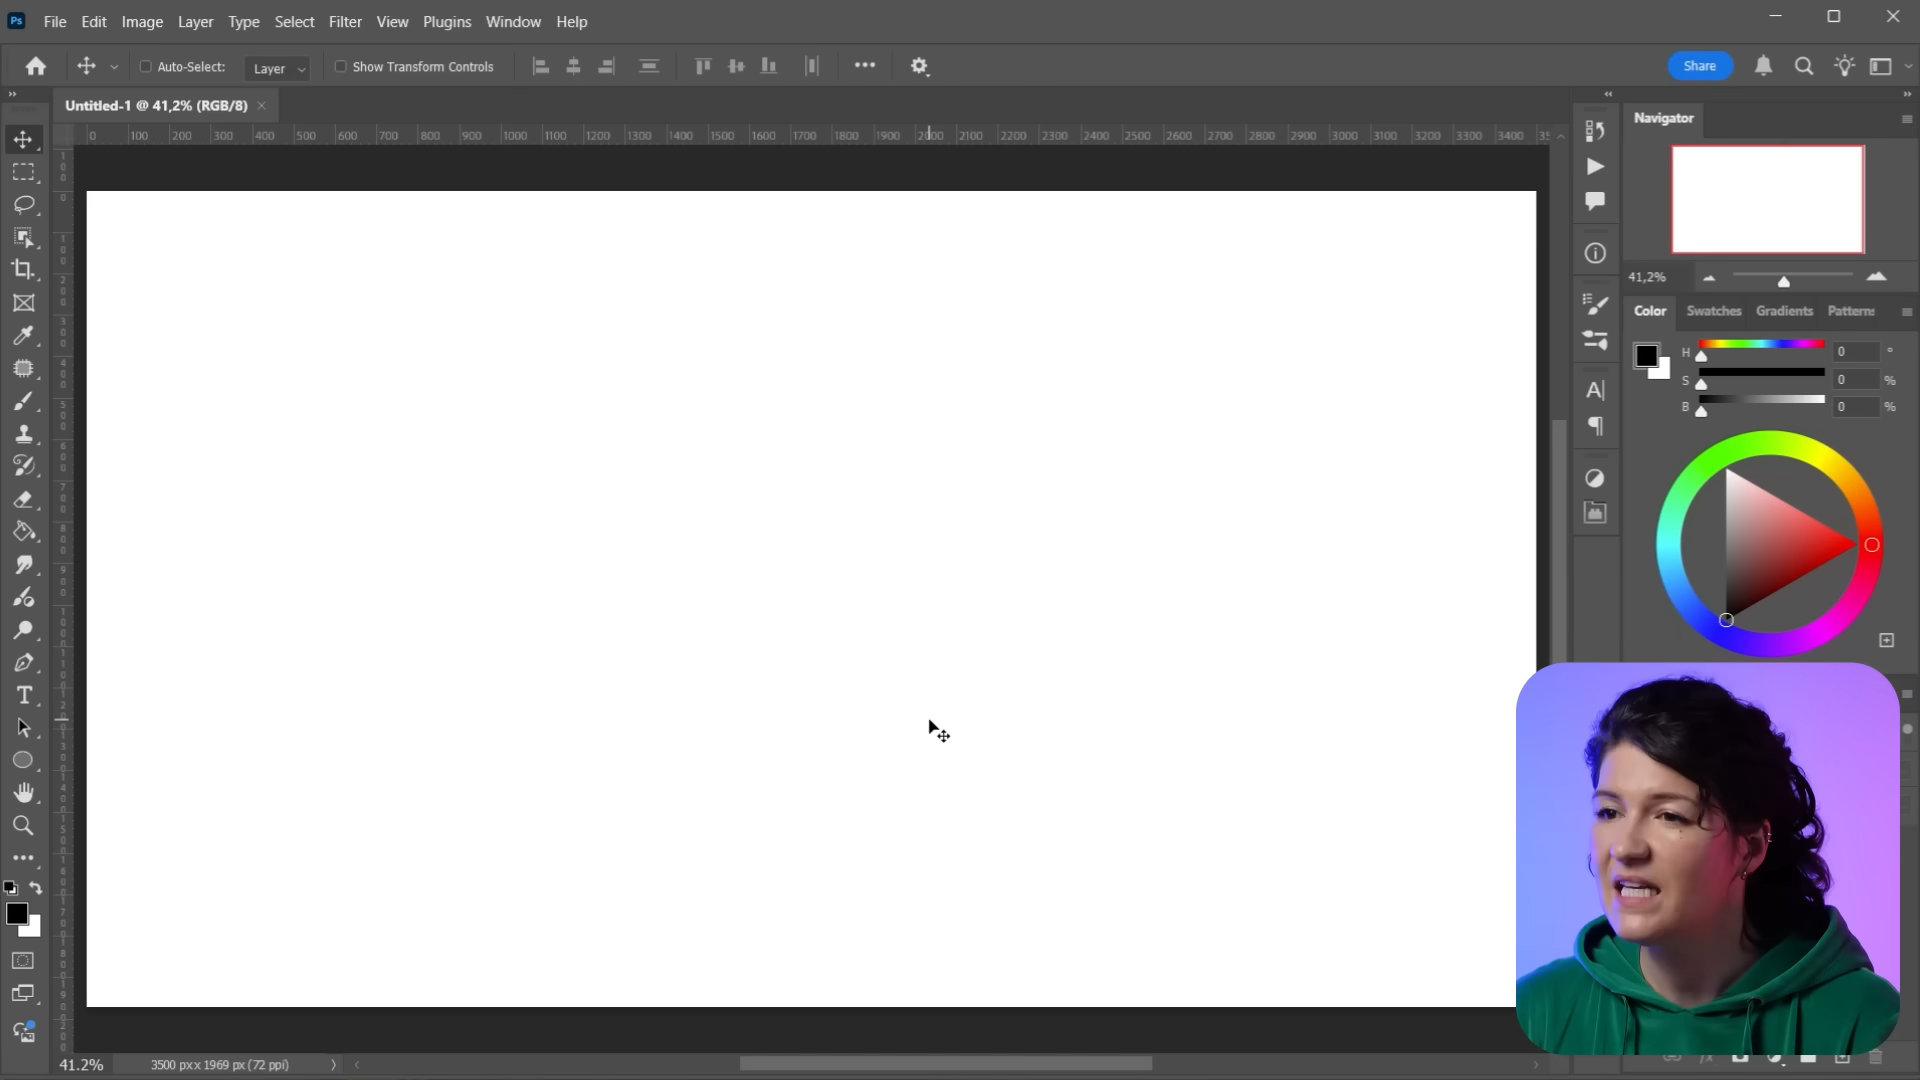 Ps File Edit Image Layer Type Select Filter View Plugins Window Help
Auto-Select: Layer Show Transform Controls Share
Untitled-1 @ 41,2% (RGB/8)
0 100 200 300 400 500 600 700 800 900 1000 1100 1200 1300 1400 1500 1600 1700 1800 1900 2000 2100 2200 2300 2400 2500 2600 2700 2800 2900 3000 3100 3200 3300 3400
Navigator
41,2%
Color Swatches Gradients Patterns
H 0 °
S 0 %
B 0 %
41.2% 3500 px x 1969 px (72 ppi)